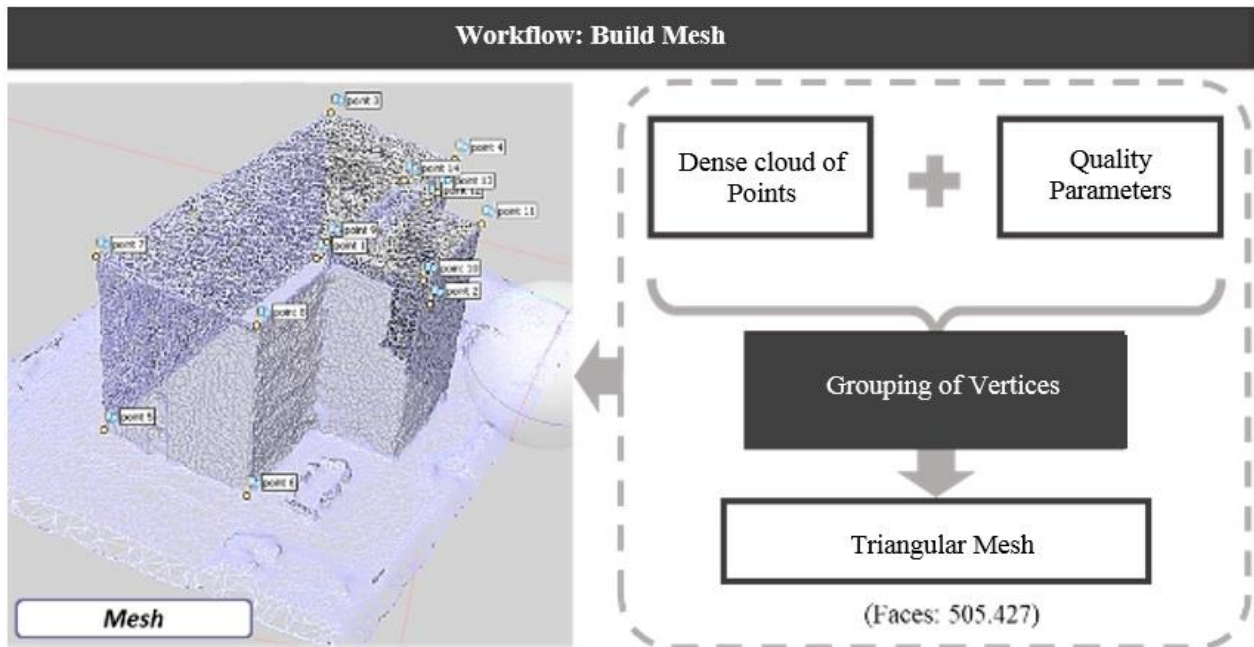 Workflow: Build Mesh
point 3
point 4
point 14
point 13
point 12
point 11
point 9
point 1
point 7
point 10
point 2
point 8
point 5
point 6
Mesh
Dense cloud of
Points
Quality
Parameters
Grouping of Vertices
Triangular Mesh
(Faces: 505.427)